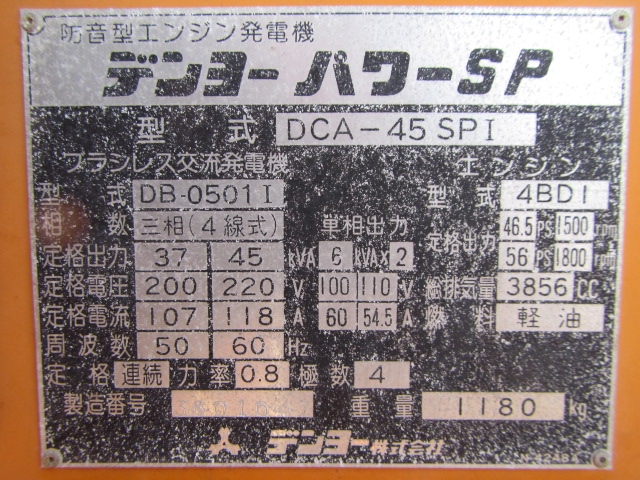 防音型エンジン発電機
デンヨーパワーSP
型式 DCA-45SPI
ブラシレス交流発電機 エンジン
型式 DB-0501I 型式 4BD1
相数 三相(4線式) 単相出力 定格出力 46.5 PS 1500 rpm
定格出力 37 45 kVA 6 kVA×2 56 PS 1800 rpm
定格電圧 200 220 V 100 110 V 総排気量 3856 CC
定格電流 107 118 A 60 54.5 A 燃料 軽油
周波数 50 60 Hz
定格 連続 力率 0.8 極数 4
製造番号 重量 1180 kg
デンヨー株式会社